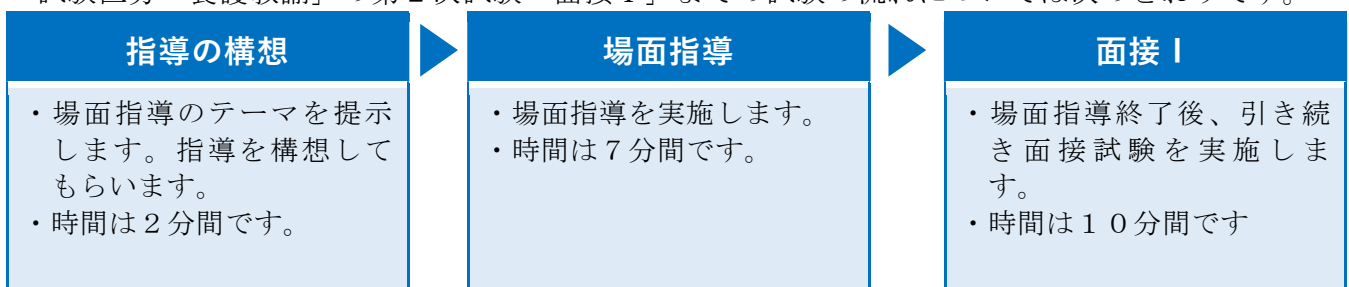 指導の構想
・場面指導のテーマを提示
します。指導を構想して
もらいます。
・時間は２分間です。
場面指導
・場面指導を実施します。
・時間は７分間です。
面接Ⅰ
・場面指導終了後、引き続
き面接試験を実施しま
す。
・時間は１０分間です